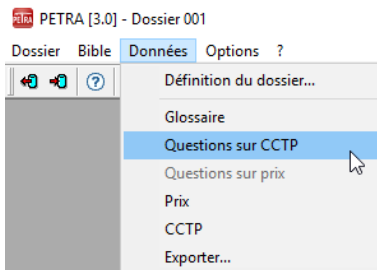 PETRA PETRA [3.0] - Dossier 001
Dossier Bible Données Options ?
?
Définition du dossier...
Glossaire
Questions sur CCTP
Questions sur prix
Prix
CCTP
Exporter...